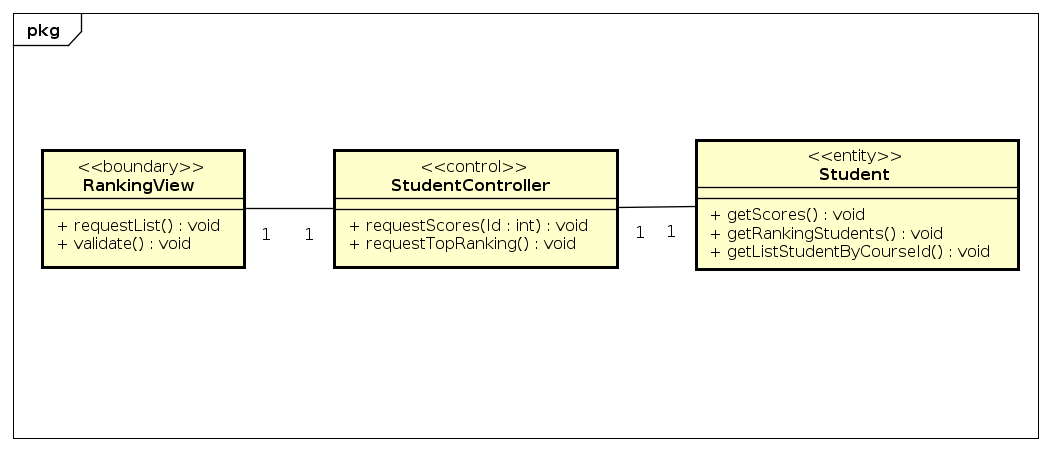 pkg
<<boundary>>
RankingView
+ requestList() : void
+ validate() : void
1
1
<<control>>
StudentController
+ requestScores(Id : int) : void
+ requestTopRanking() : void
1
1
<<entity>>
Student
+ getScores() : void
+ getRankingStudents() : void
+ getListStudentByCourseId() : void